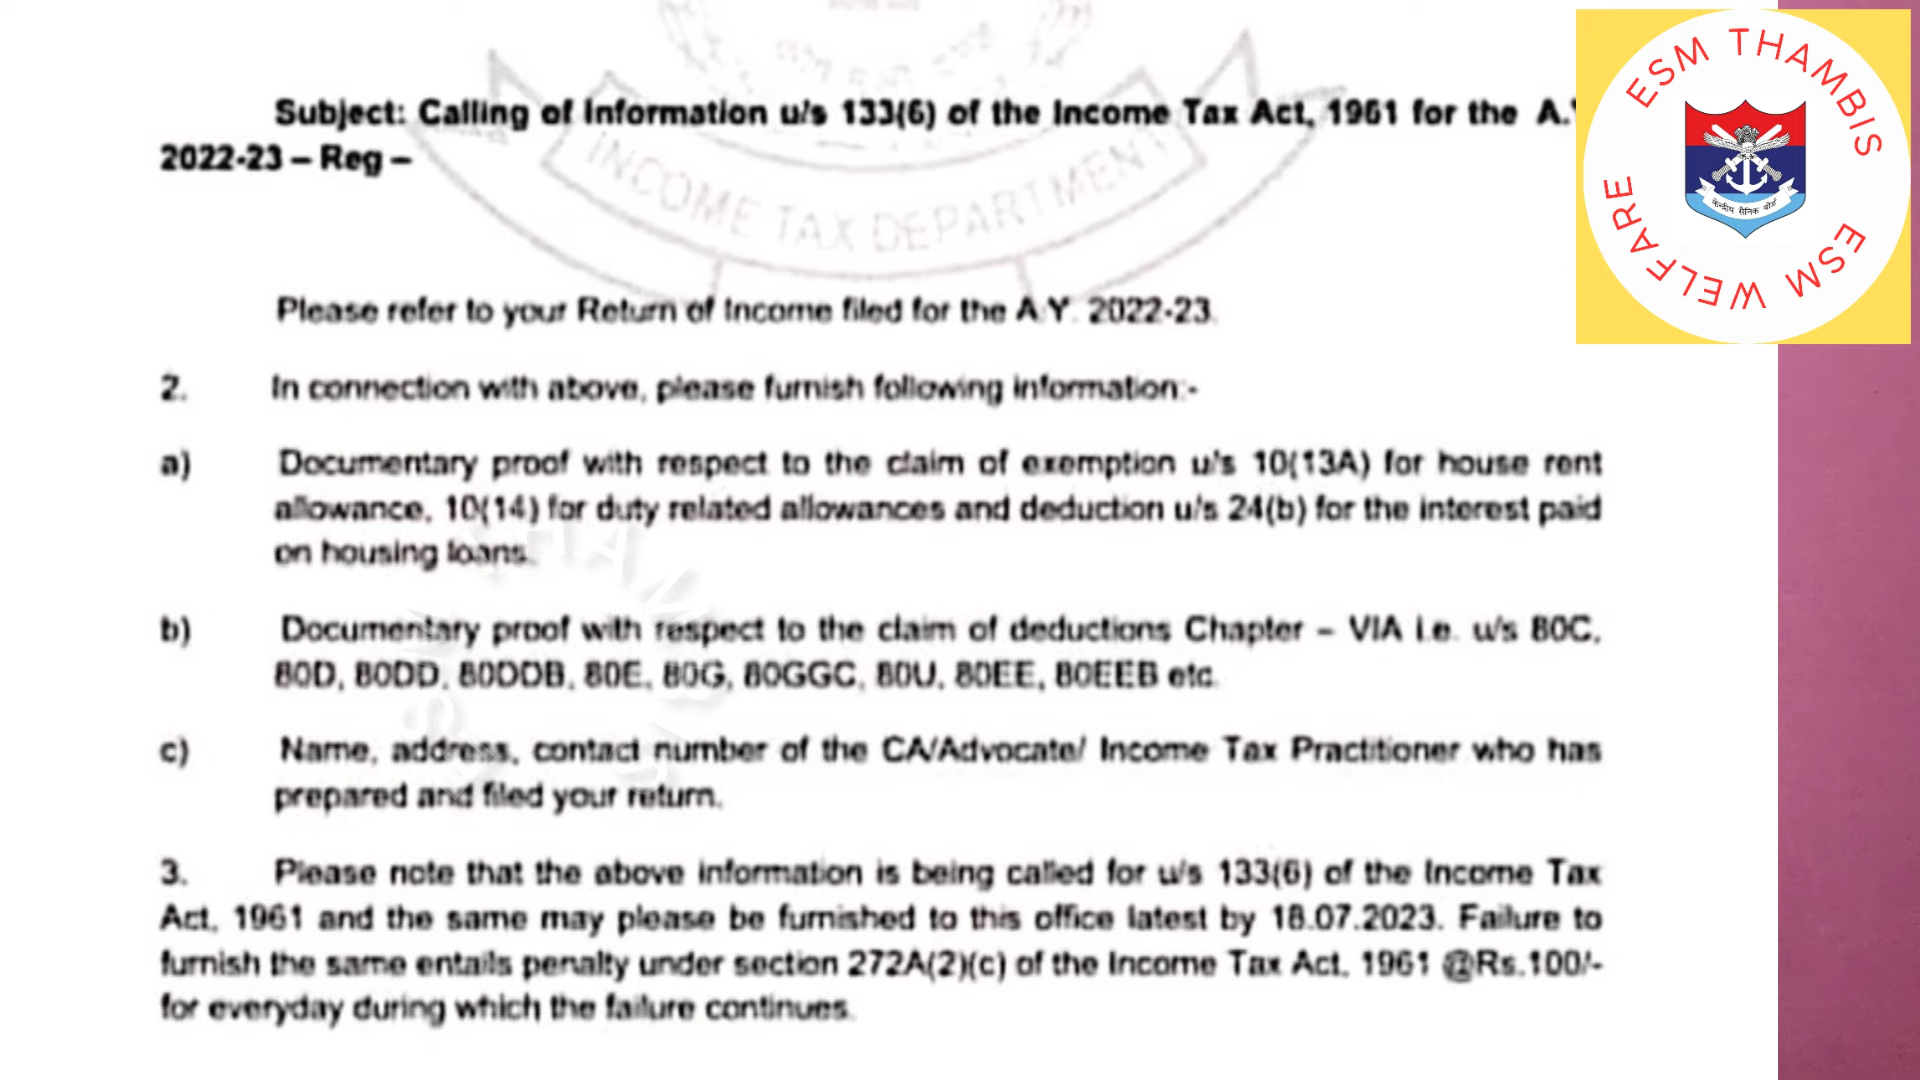 Subject: Calling of Information u/s 133(6) of the Income Tax Act, 1961 for the A.
2022-23 – Reg –
INCOME TAX DEPARTMENT
Please refer to your Return of Income filed for the A.Y. 2022-23.
2. In connection with above, please furnish following information:-
a) Documentary proof with respect to the claim of exemption u/s 10(13A) for house rent
allowance, 10(14) for duty related allowances and deduction u/s 24(b) for the interest paid
on housing loans.
b) Documentary proof with respect to the claim of deductions Chapter – VIA i.e. u/s 80C,
80D, 80DD, 80DDB, 80E, 80G, 80GGC, 80U, 80EE, 80EEB etc.
c) Name, address, contact number of the CA/Advocate/ Income Tax Practitioner who has
prepared and filed your return.
3. Please note that the above information is being called for u/s 133(6) of the Income Tax
Act, 1961 and the same may please be furnished to this office latest by 18.07.2023. Failure to
furnish the same entails penalty under section 272A(2)(c) of the Income Tax Act, 1961 @Rs.100/-
for everyday during which the failure continues.
ESM THAMBIS
ESM WELFARE
केन्द्रीय सैनिक बोर्ड